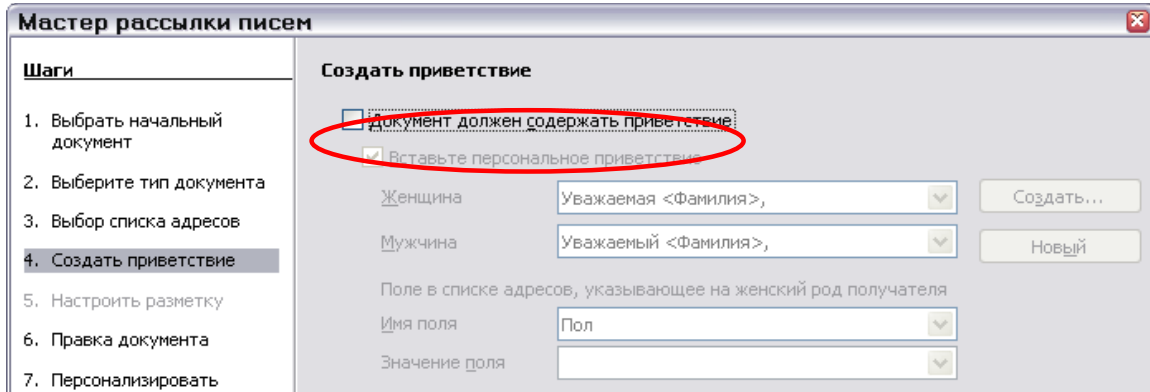 Мастер рассылки писем
Шаги
1. Выбрать начальный
документ
2. Выберите тип документа
3. Выбор списка адресов
4. Создать приветствие
5. Настроить разметку
6. Правка документа
7. Персонализировать
Создать приветствие
Документ должен содержать приветствие
Вставьте персональное приветствие
Женщина
Уважаемая <Фамилия>,
Создать...
Мужчина
Уважаемый <Фамилия>,
Новый
Поле в списке адресов, указывающее на женский род получателя
Имя поля
Пол
Значение поля